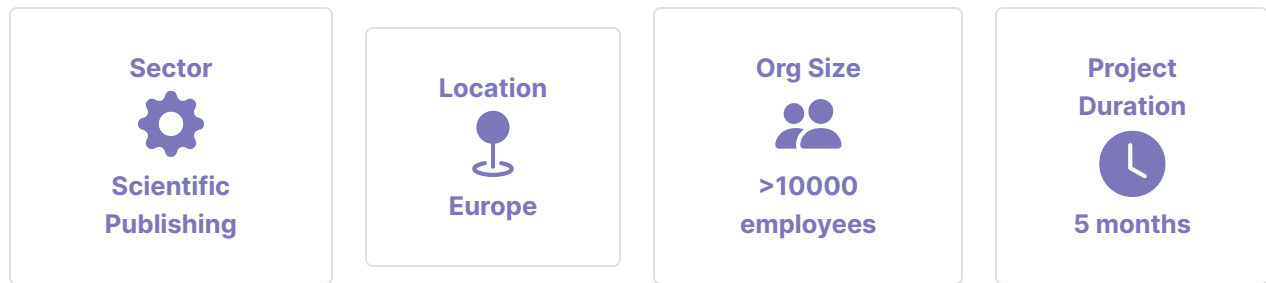 Sector
Scientific
Publishing
Location
Europe
Org Size
>10000
employees
Project
Duration
5 months